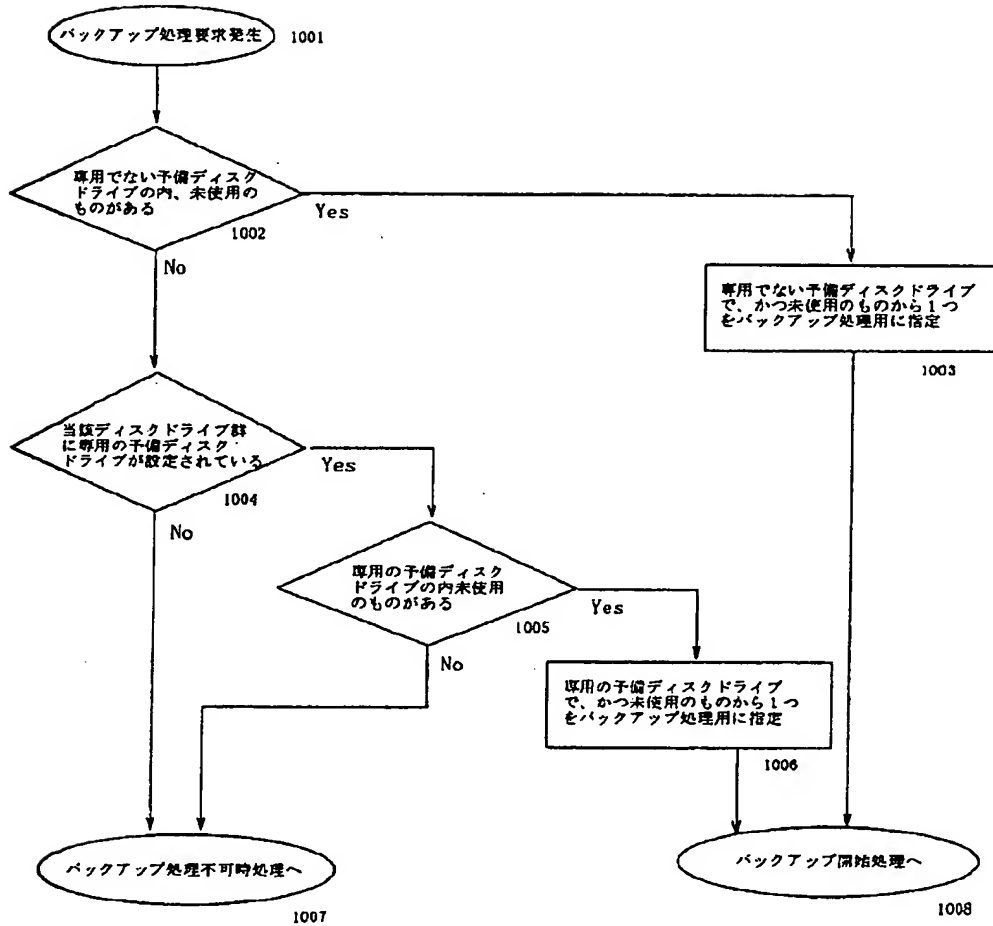 バックアップ処理要求発生
1001
専用でない予備ディスク
ドライブの内、未使用の
ものがある
1002
Yes
No
専用でない予備ディスクドライブ
で、かつ未使用のものから1つ
をバックアップ処理用に指定
1003
当該ディスクドライブ群
に専用の予備ディスク
ドライブが設定されている
1004
Yes
No
専用の予備ディスク
ドライブの内未使用
のものがある
1005
Yes
No
専用の予備ディスクドライブ
で、かつ未使用のものから1つ
をバックアップ処理用に指定
1006
バックアップ処理不可時処理へ
1007
バックアップ開始処理へ
1008